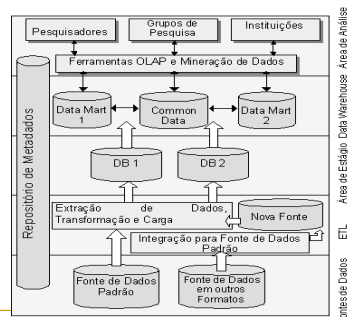 Pesquisadores
Grupos de
Pesquisa
Instituições
Ferramentas OLAP e Mineração de Dados
Data Mart
1
Common
Data
Data Mart
2
DB 1
DB 2
Extração de Dados,
Transformação e Carga
Nova Fonte
Integração para Fonte de Dados
Padrão
Fonte de Dados
Padrão
Fonte de Dados
em outros
Formatos
Repositório de Metadados
Área de Análise
Data Warehouse
Área de Estágio
ETL
ntes de Dados